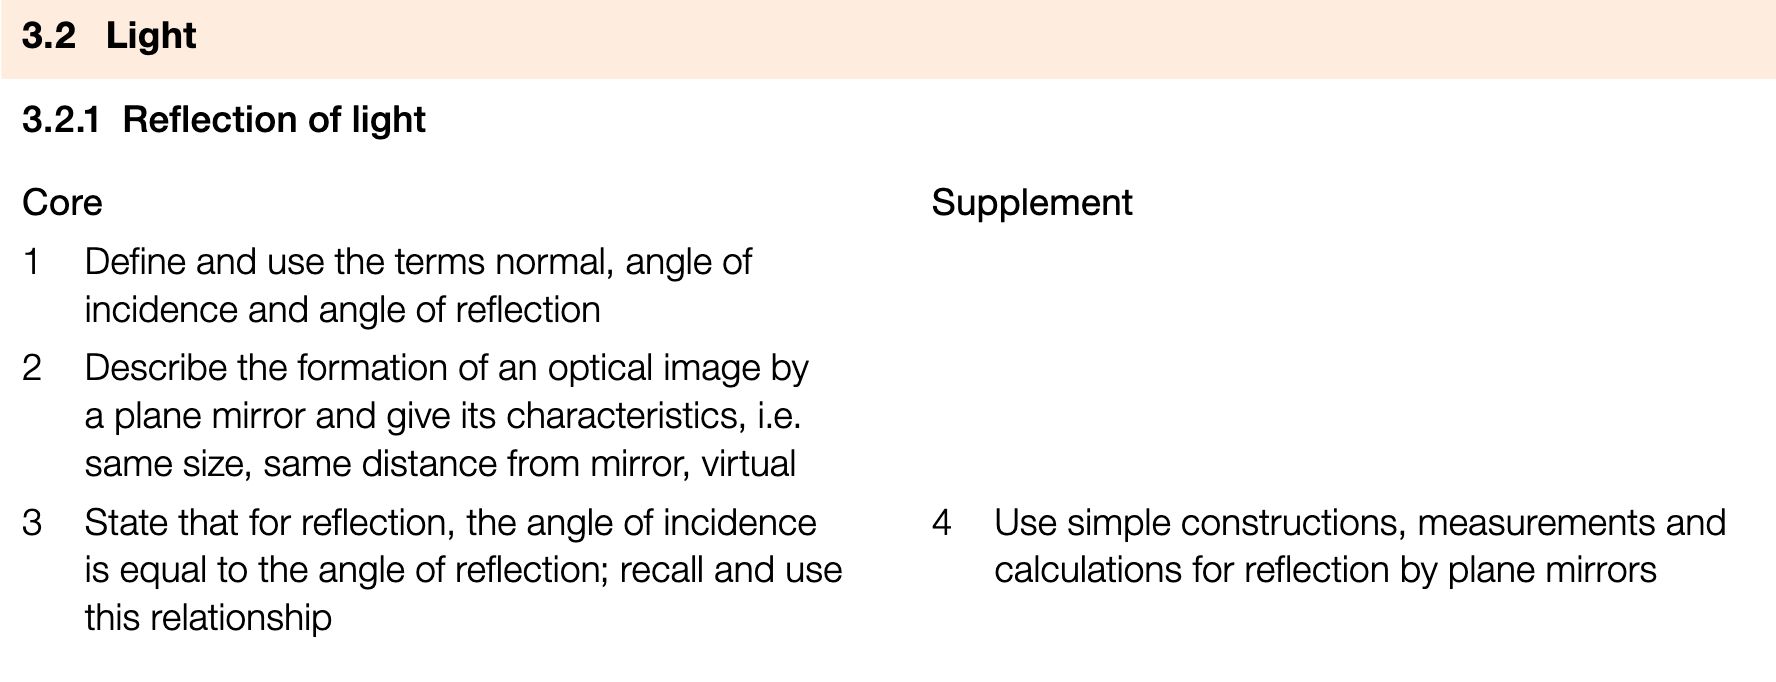 3.2 Light
3.2.1 Reflection of light
Core
1 Define and use the terms normal, angle of
incidence and angle of reflection
2 Describe the formation of an optical image by
a plane mirror and give its characteristics, i.e.
same size, same distance from mirror, virtual
3 State that for reflection, the angle of incidence
is equal to the angle of reflection; recall and use
this relationship
Supplement
4 Use simple constructions, measurements and
calculations for reflection by plane mirrors